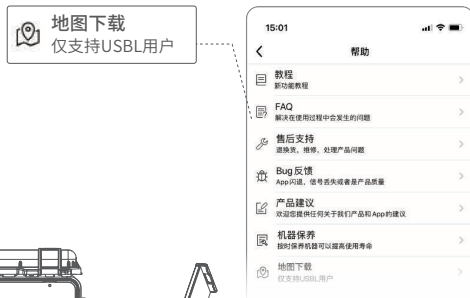 地图下载
仅支持USBL用户
15:01
帮助
教程
新功能教程
FAQ
解决在使用过程中会发生的问题
售后支持
退换货、维修、处理产品问题
Bug反馈
App闪退、信号丢失或者是产品质量
产品建议
欢迎您提供任何关于我们产品和App的建议
机器保养
按时保养机器可以提高使用寿命
地图下载
仅支持USBL用户